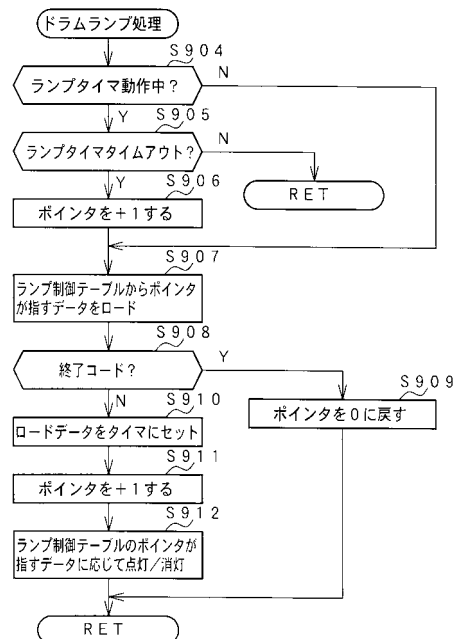 ドラムランプ処理
S904
ランプタイマ動作中?
N
Y
S905
ランプタイマタイムアウト?
N
Y
RET
S906
ポインタを+1する
S907
ランプ制御テーブルからポインタ
が指すデータをロード
S908
終了コード?
Y
N
S909
ポインタを0に戻す
S910
ロードデータをタイマにセット
S911
ポインタを+1する
S912
ランプ制御テーブルのポインタが
指すデータに応じて点灯/消灯
RET